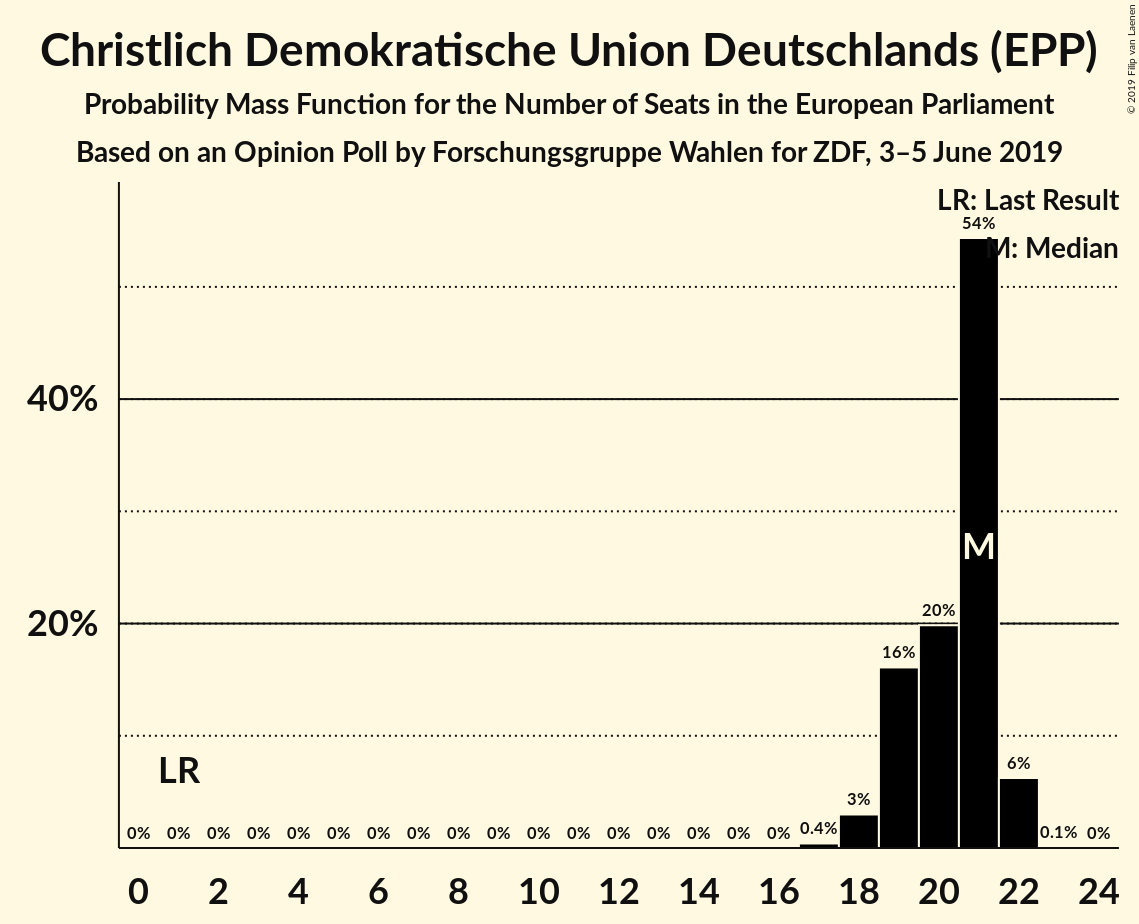 Christlich Demokratische Union Deutschlands (EPP)
Probability Mass Function for the Number of Seats in the European Parliament
Based on an Opinion Poll by Forschungsgruppe Wahlen for ZDF, 3–5 June 2019
© 2019 Filip van Laenen
LR: Last Result
M: Median
54%
40%
M
20%
20%
16%
LR
6%
3%
0% 0% 0% 0% 0% 0% 0% 0% 0% 0% 0% 0% 0% 0% 0% 0% 0% 0.4% 0.1% 0%
0 2 4 6 8 10 12 14 16 18 20 22 24